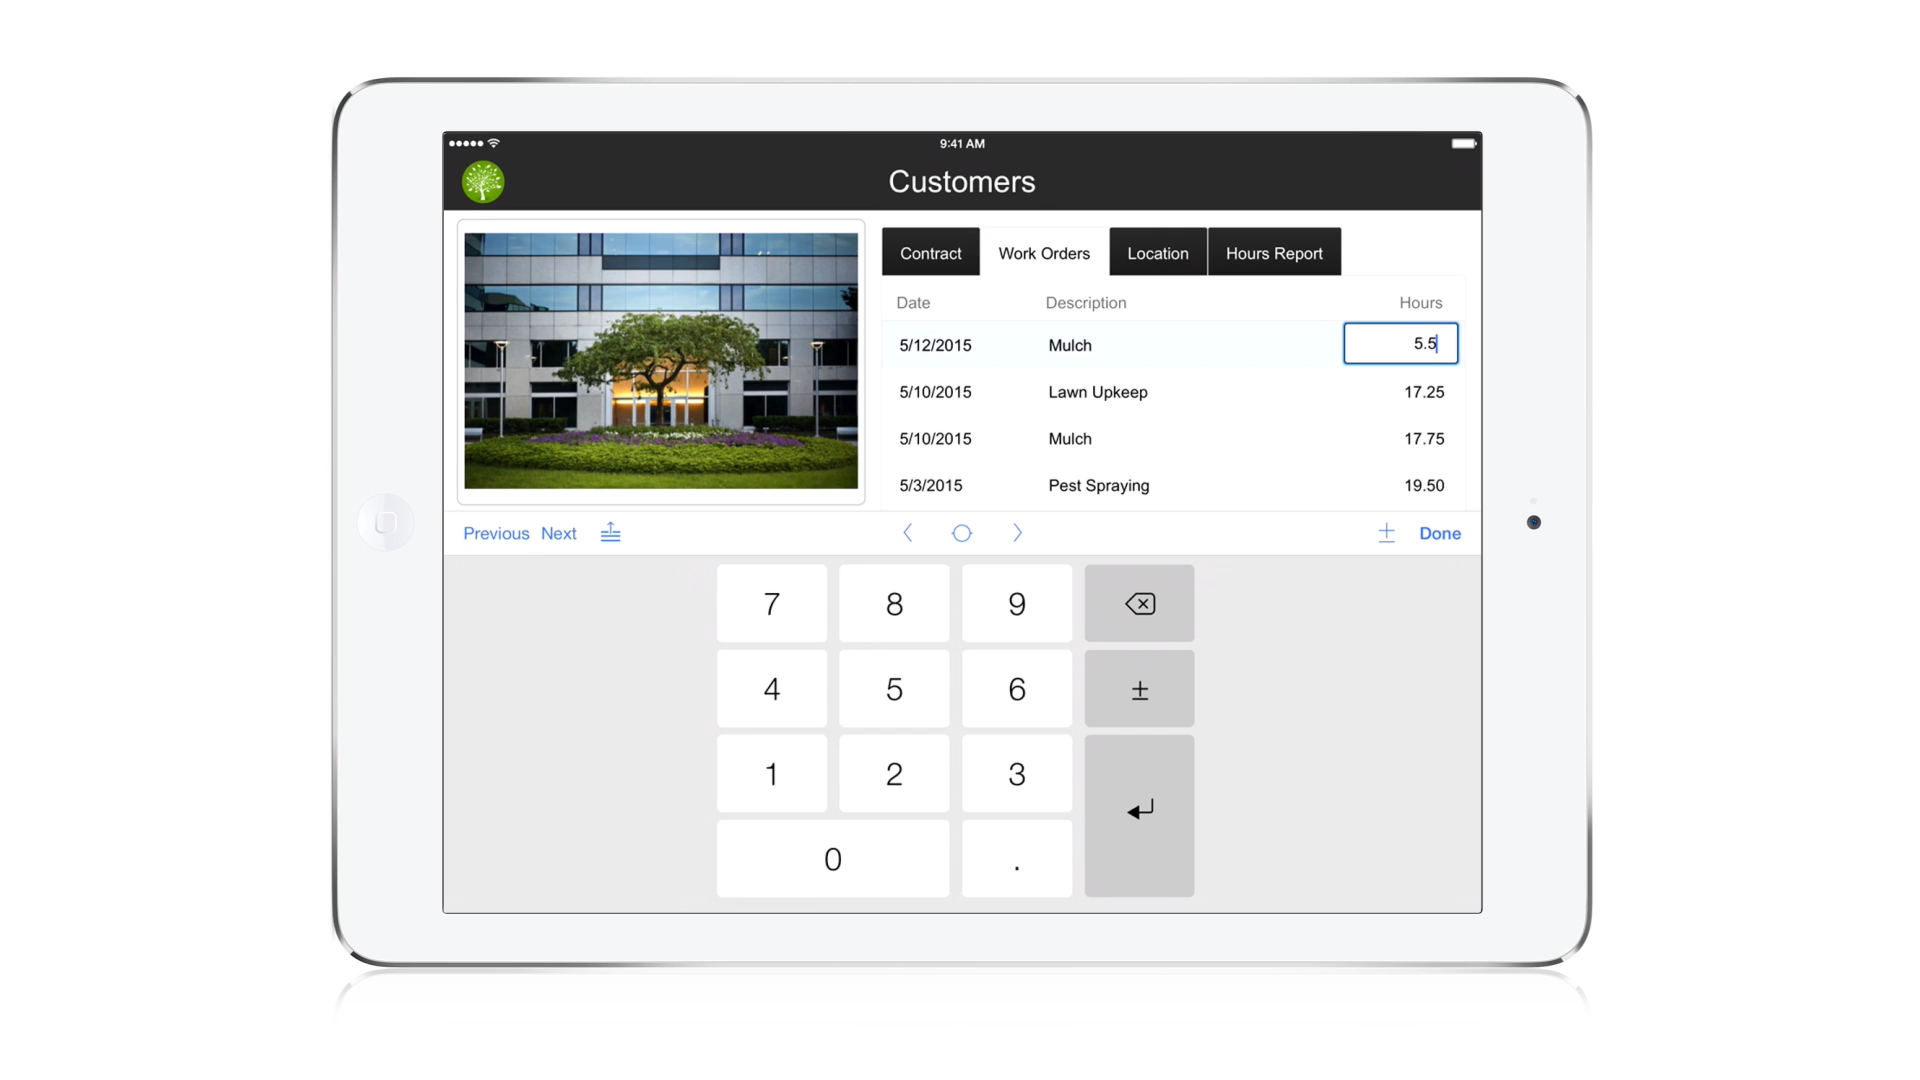 9:41 AM
Customers
Contract Work Orders Location Hours Report
Date Description Hours
5/12/2015 Mulch 5.5
5/10/2015 Lawn Upkeep 17.25
5/10/2015 Mulch 17.75
5/3/2015 Pest Spraying 19.50
Previous Next Done
7 8 9
4 5 6 ±
1 2 3
0 .